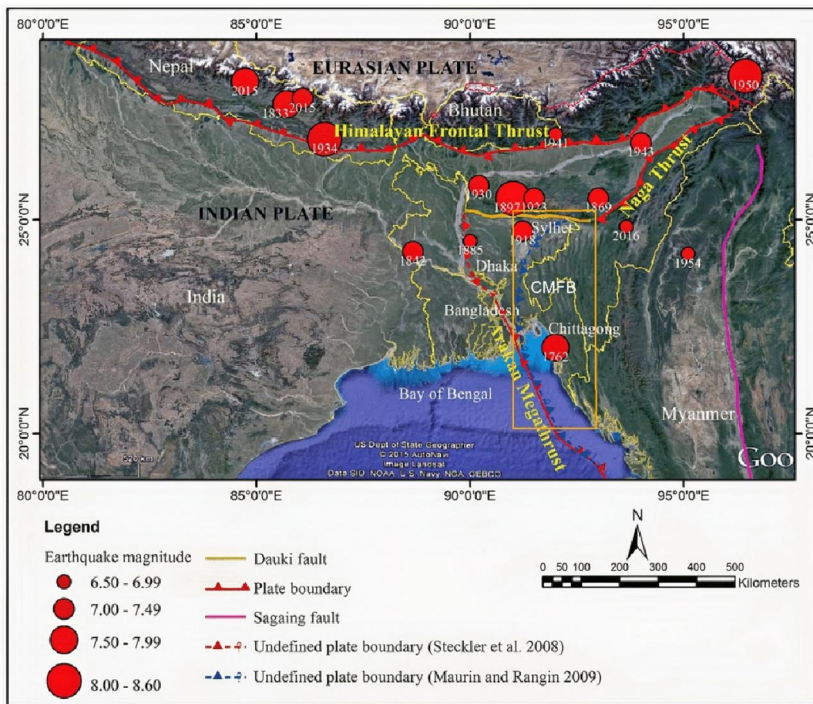 80°0'0"E 85°0'0"E 90°0'0"E 95°0'0"E
Nepal
EURASIAN PLATE
2015
1950
1833
2015
Bhutan
Himalayan Frontal Thrust
1934
1941
1943
Naga Thrust
1930
1897
1923
1869
INDIAN PLATE
25°0'0"N
25°0'0"N
Sylhet
1918
2016
1885
1842
1954
Dhaka
India
CMFB
Bangladesh
Chittagong
1762
Arakan Megathrust
Bay of Bengal
Myanmer
20°0'0"N
20°0'0"N
US Dept of State Geographer
© 2015 AutoNavi
Image Landsat
Data SIO, NOAA, U.S. Navy, NGA, GEBCO
Goo
80°0'0"E 85°0'0"E 90°0'0"E 95°0'0"E
Legend
Earthquake magnitude
6.50 - 6.99
7.00 - 7.49
7.50 - 7.99
8.00 - 8.60
Dauki fault
Plate boundary
Sagaing fault
Undefined plate boundary (Steckler et al. 2008)
Undefined plate boundary (Maurin and Rangin 2009)
N
0 50 100 200 300 400 500
Kilometers